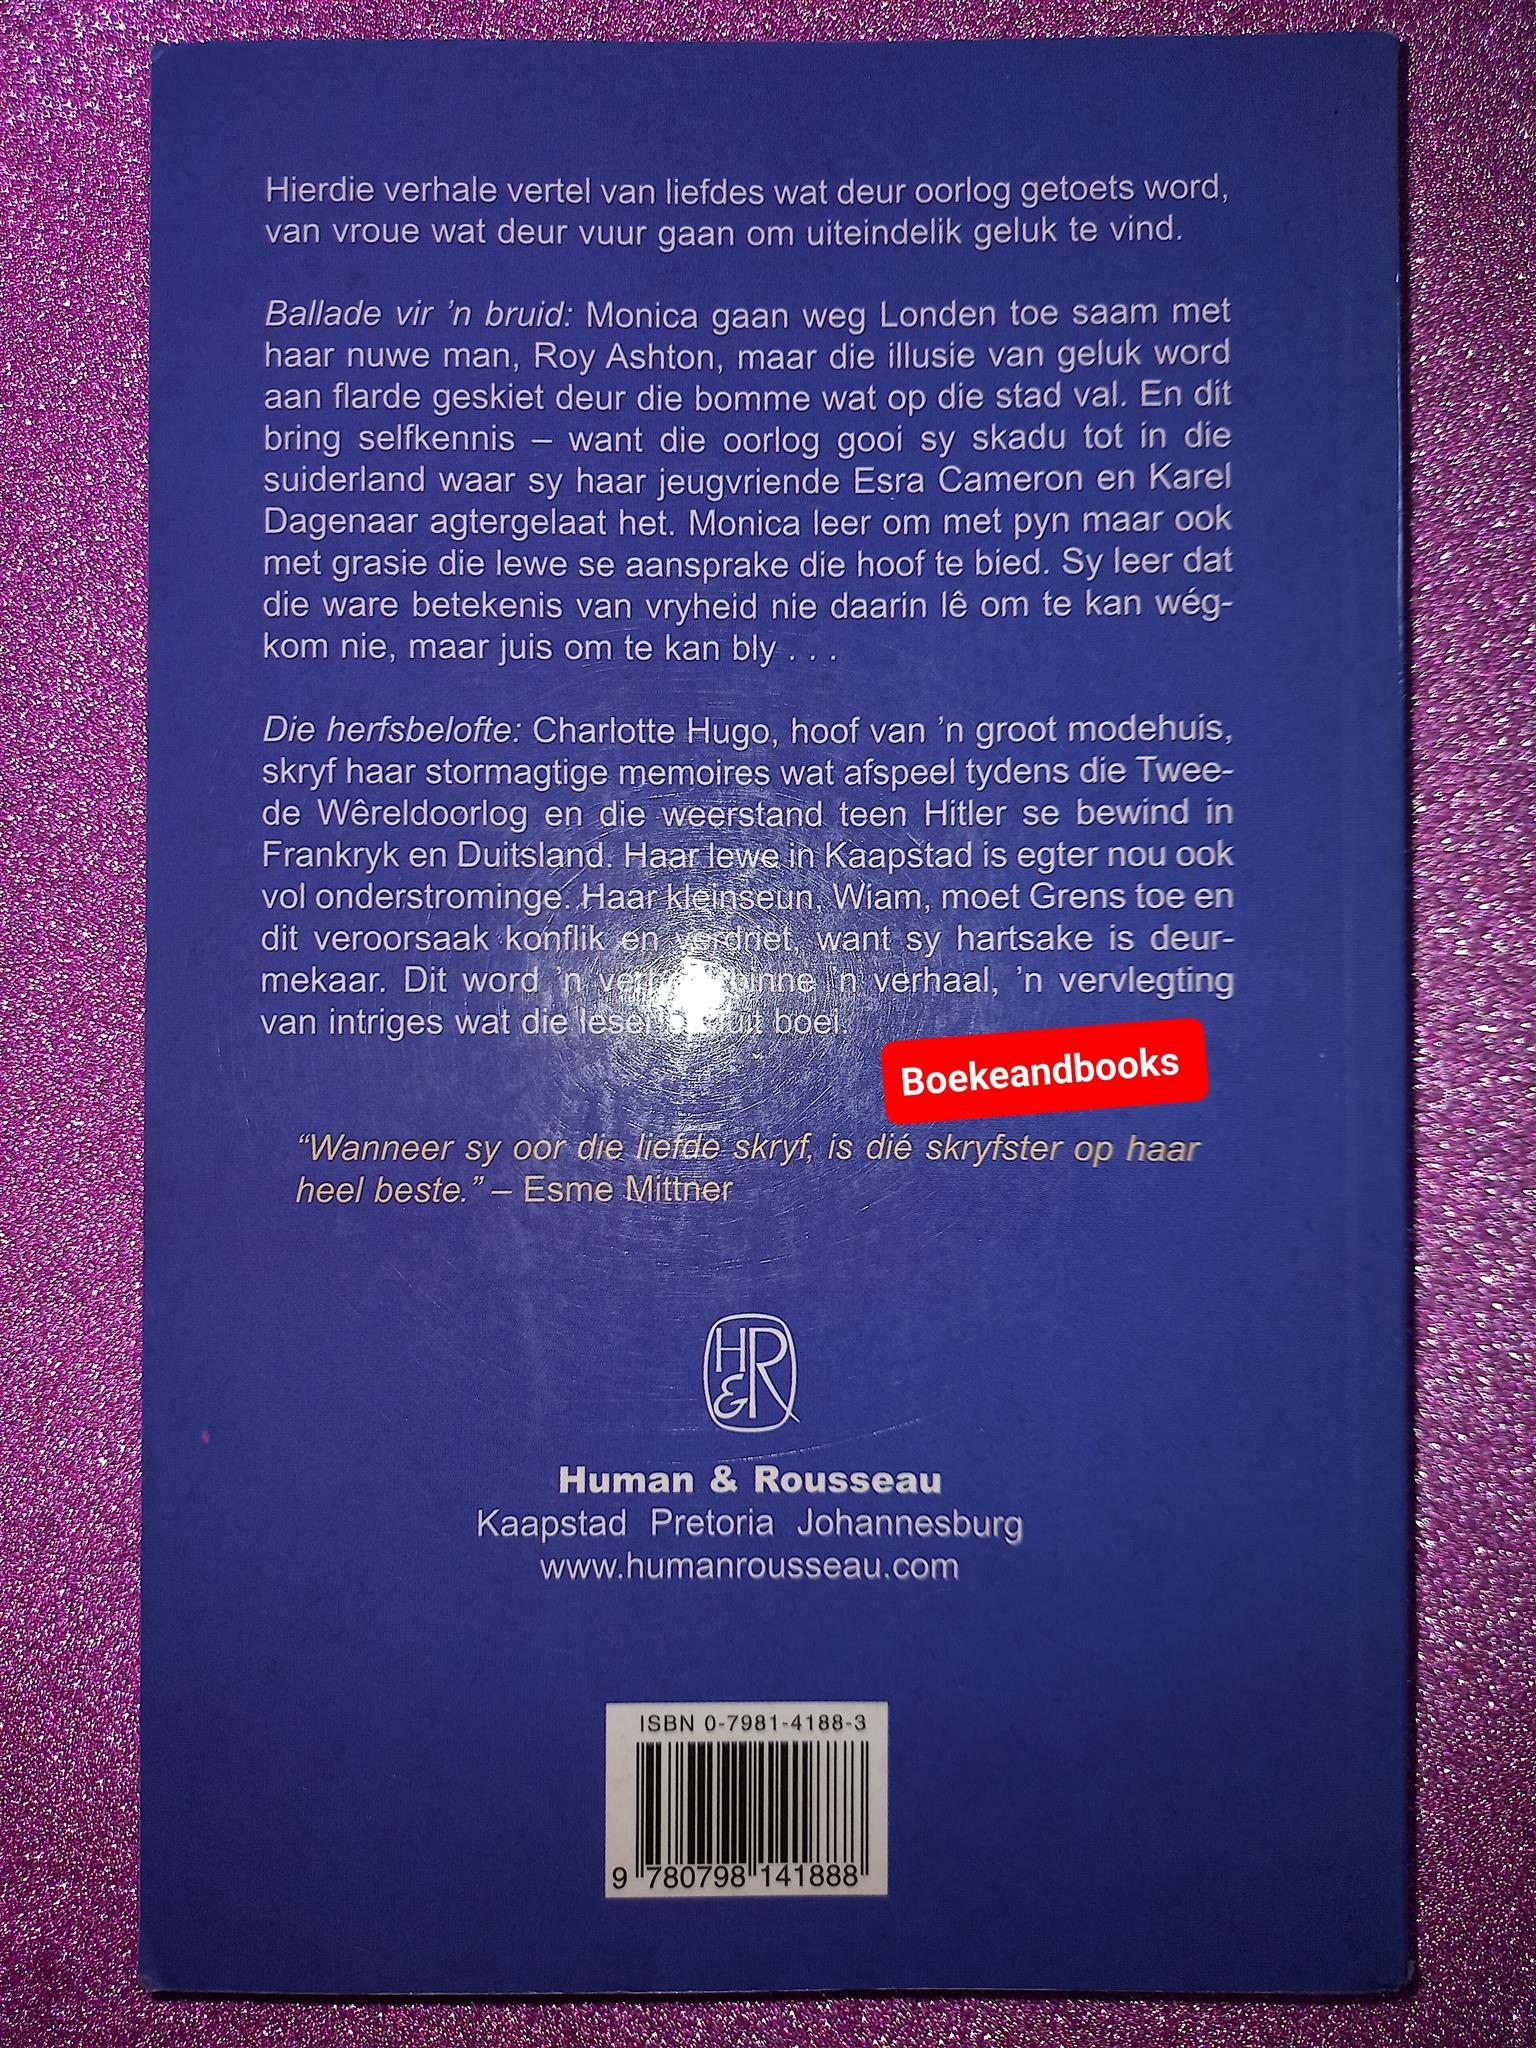 Hierdie verhale vertel van liefdes wat deur oorlog getoets word,
van vroue wat deur vuur gaan om uiteindelik geluk te vind.
Ballade vir 'n bruid: Monica gaan weg Londen toe saam met
haar nuwe man, Roy Ashton, maar die illusie van geluk word
aan flarde geskiet deur die bomme wat op die stad val. En dit
bring selfkennis – want die oorlog gooi sy skadu tot in die
suiderland waar sy haar jeugvriende Esra Cameron en Karel
Dagenaar agtergelaat het. Monica leer om met pyn maar ook
met grasie die lewe se aansprake die hoof te bied. Sy leer dat
die ware betekenis van vryheid nie daarin lê om te kan wég-
kom nie, maar juis om te kan bly . . .
Die herfsbelofte: Charlotte Hugo, hoof van 'n groot modehuis,
skryf haar stormagtige memoires wat afspeel tydens die Twee-
de Wêreldoorlog en die weerstand teen Hitler se bewind in
Frankryk en Duitsland. Haar lewe in Kaapstad is egter nou ook
vol onderstrominge. Haar kleinseun, Wiam, moet Grens toe en
dit veroorsaak konflik en verdriet, want sy hartsake is deur-
mekaar. Dit word 'n binne 'n verhaal, 'n vervlegting
van intriges wat die boei.
Boekeandbooks
“Wanneer sy oor die liefde skryf, is dié skryfster op haar
heel beste.” – Esme Mittner
H&R
Human & Rousseau
Kaapstad Pretoria Johannesburg
www.humanrousseau.com
ISBN 0-7981-4188-3
9 780798 141888